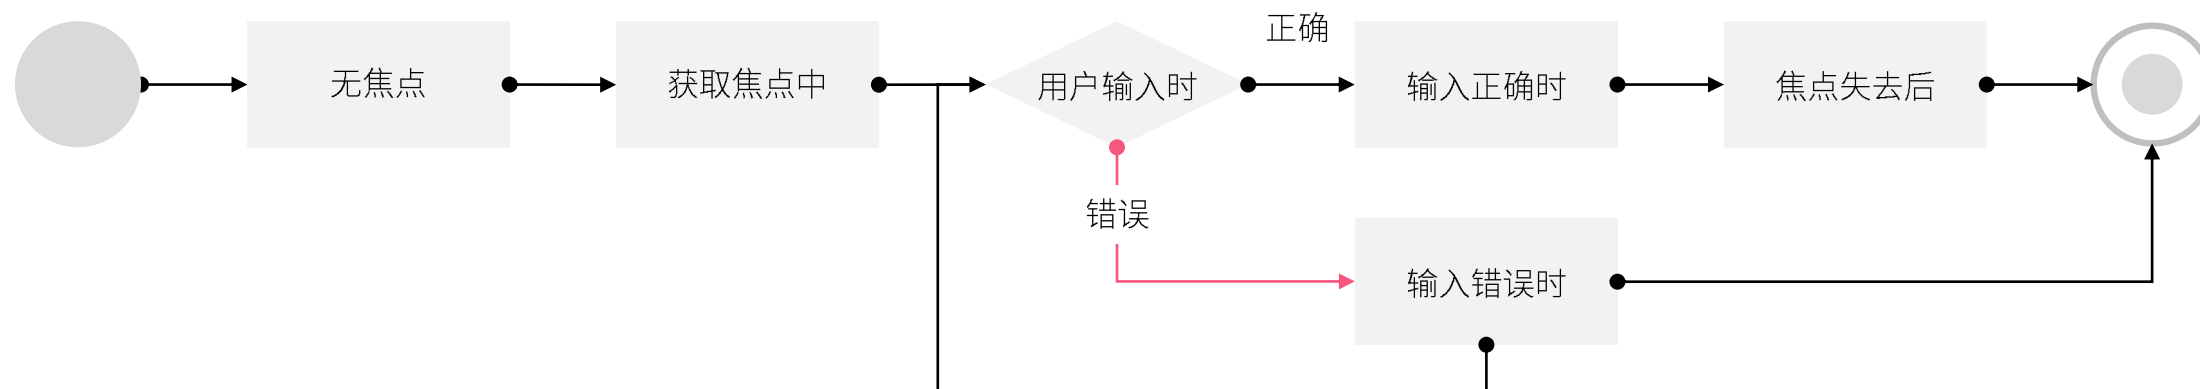 正确
无焦点
获取焦点中
用户输入时
输入正确时
焦点失去后
错误
输入错误时